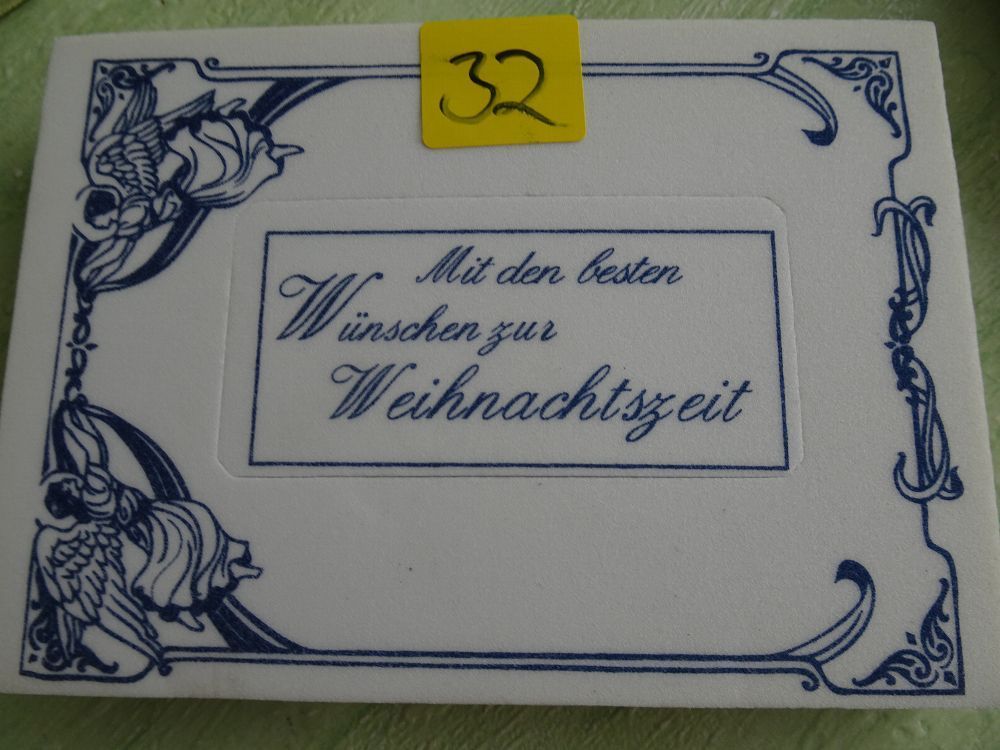 32
Mit den besten
Wünschen zur
Weihnachtszeit